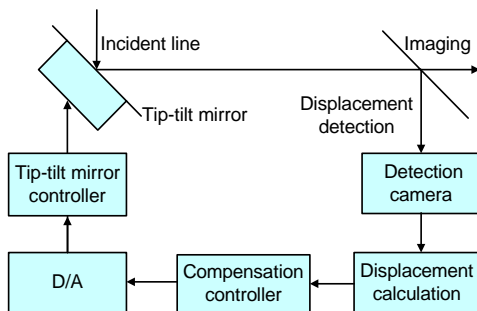 Incident line
Imaging
Tip-tilt mirror
Displacement
detection
Tip-tilt mirror
controller
Detection
camera
D/A
Compensation
controller
Displacement
calculation